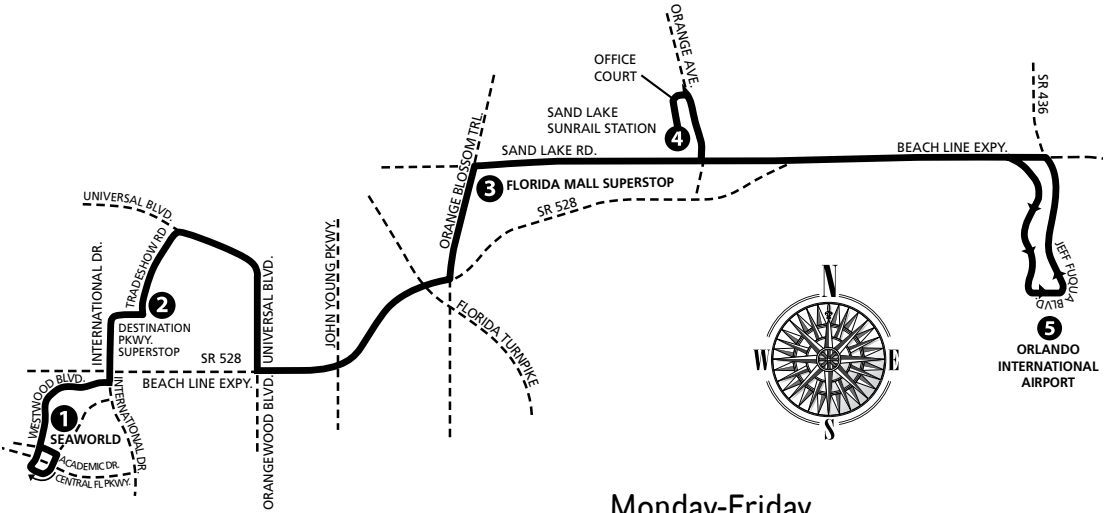 ORANGE AVE.
OFFICE
COURT
SR 436
SAND LAKE
SUNRAIL STATION
4
ORANGE BLOSSOM TRL.
SAND LAKE RD.
BEACH LINE EXPY.
3
FLORIDA MALL SUPERSTOP
SR 528
UNIVERSAL BLVD.
TRADESHOW RD
INTERNATIONAL DR.
2
DESTINATION
PKWY.
SUPERSTOP
UNIVERSAL BLVD.
JOHN YOUNG PKWY.
FLORIDA TURNPIKE
SR 528
BEACH LINE EXPY.
WESTWOOD BLVD.
INTERNATIONAL DR.
ORANGEWOOD BLVD.
1
SEAWORLD
ACADEMIC DR.
CENTRAL FL PKWY.
N
W
E
S
JEFF FUQUA
BLVD.
5
ORLANDO
INTERNATIONAL
AIRPORT
Monday-Friday